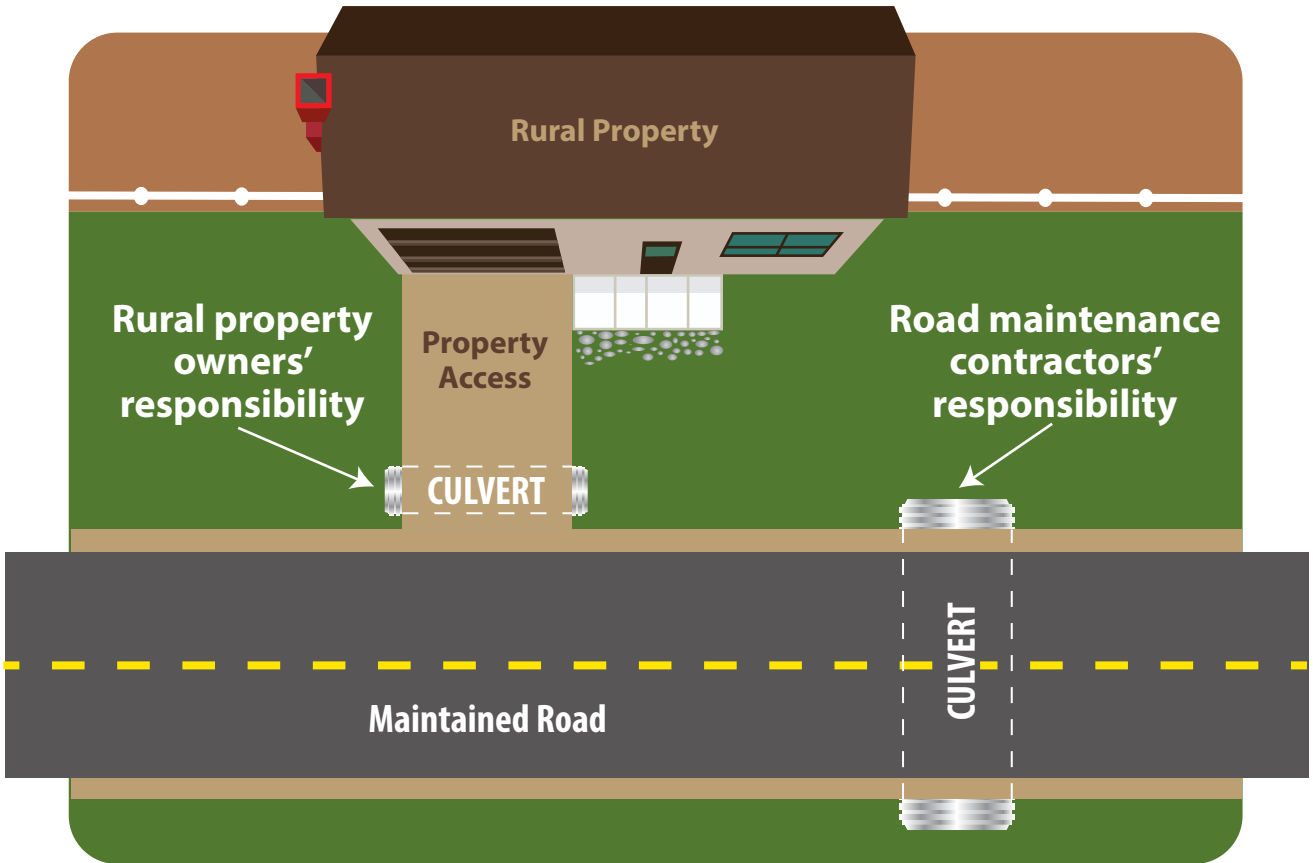 Rural Property
Rural property
owners’
responsibility
Property
Access
Road maintenance
contractors’
responsibility
CULVERT
CULVERT
Maintained Road